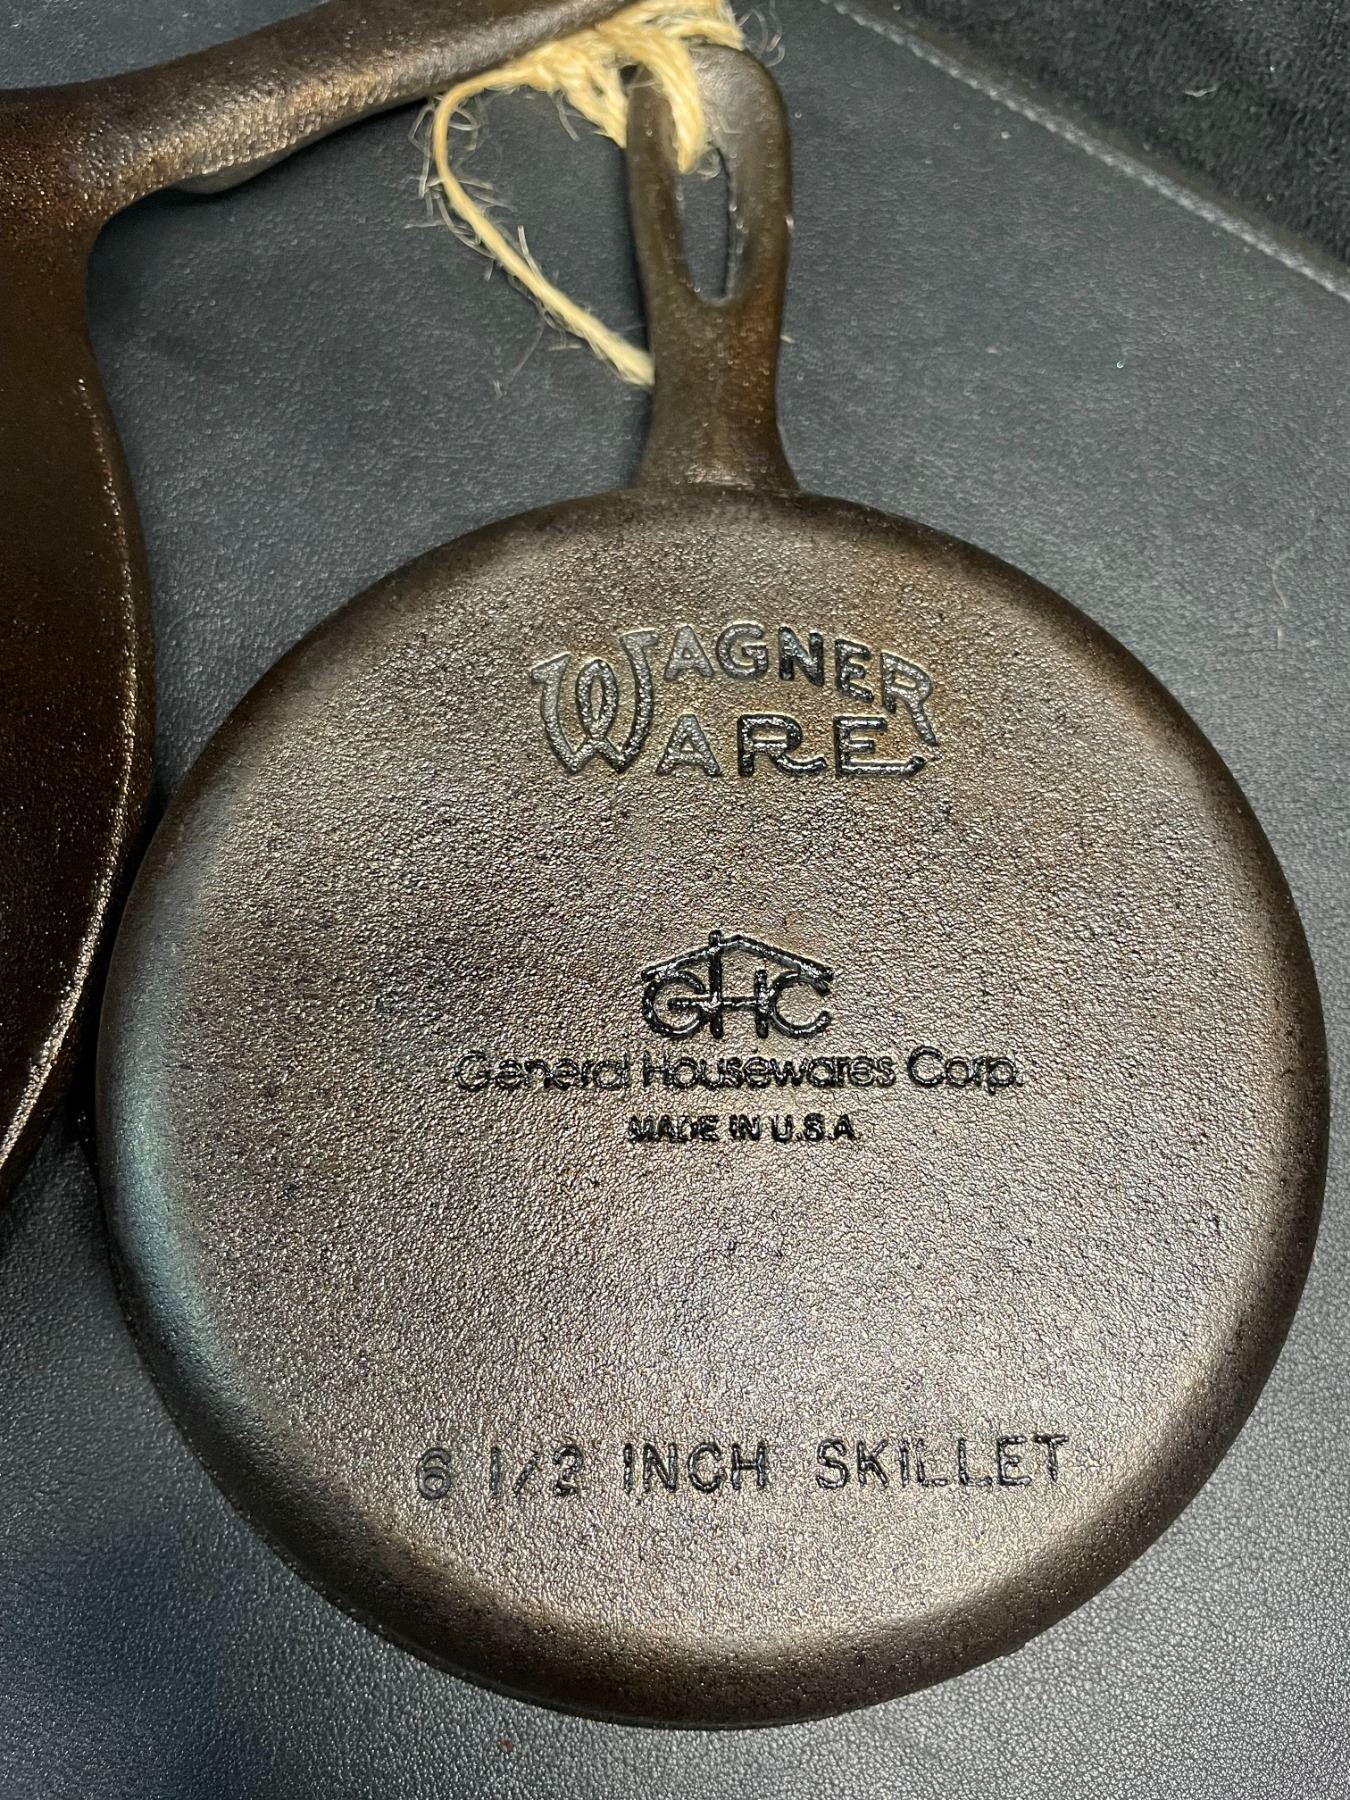 WAGNER
WARE
GHC
General Housewares Corp.
MADE IN U.S.A.
6 1/2 INCH SKILLET